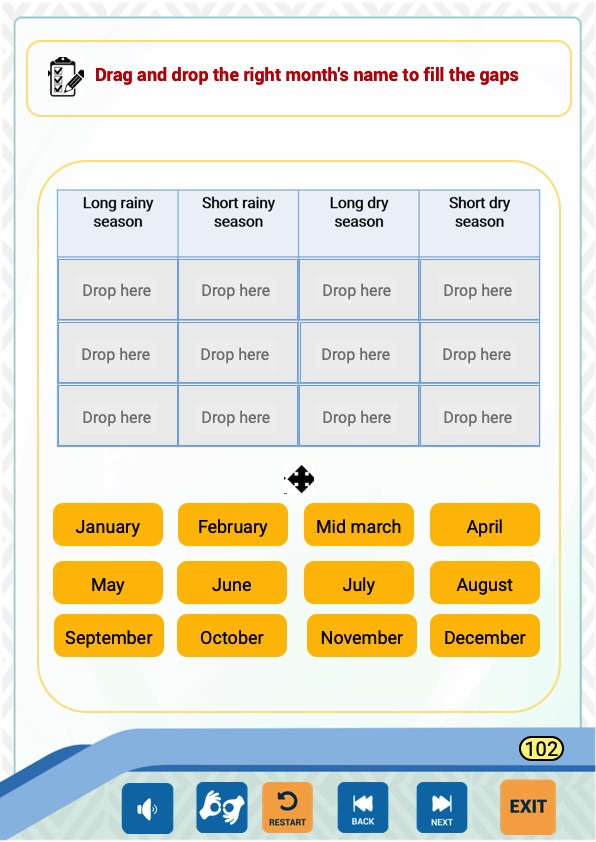 Drag and drop the right month's name to fill the gaps
Long rainy season
Short rainy season
Long dry season
Short dry season
Drop here Drop here Drop here Drop here
Drop here Drop here Drop here Drop here
Drop here Drop here Drop here Drop here
January February Mid march April
May June July August
September October November December
102
RESTART BACK NEXT EXIT